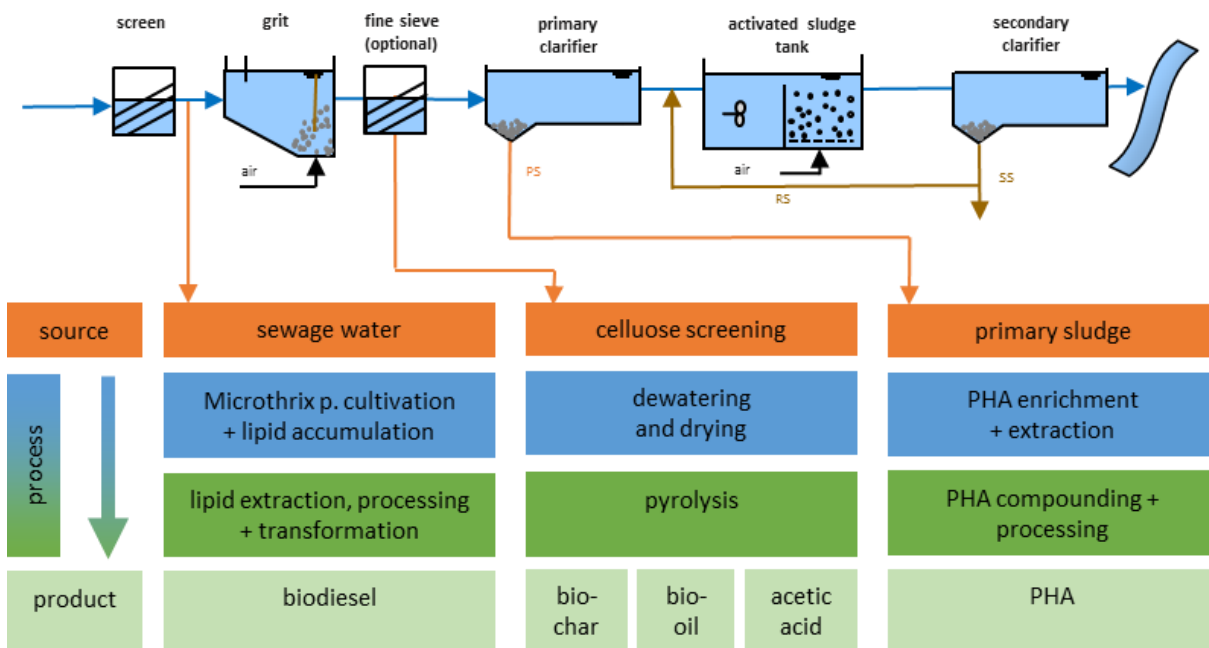 screen
grit
fine sieve
(optional)
primary
clarifier
activated sludge
tank
secondary
clarifier
air
PS
air
RS
SS
source
sewage water
celluose screening
primary sludge
process
Microthrix p. cultivation
+ lipid accumulation
dewatering
and drying
PHA enrichment
+ extraction
lipid extraction, processing
+ transformation
pyrolysis
PHA compounding +
processing
product
biodiesel
bio-
char
bio-
oil
acetic
acid
PHA